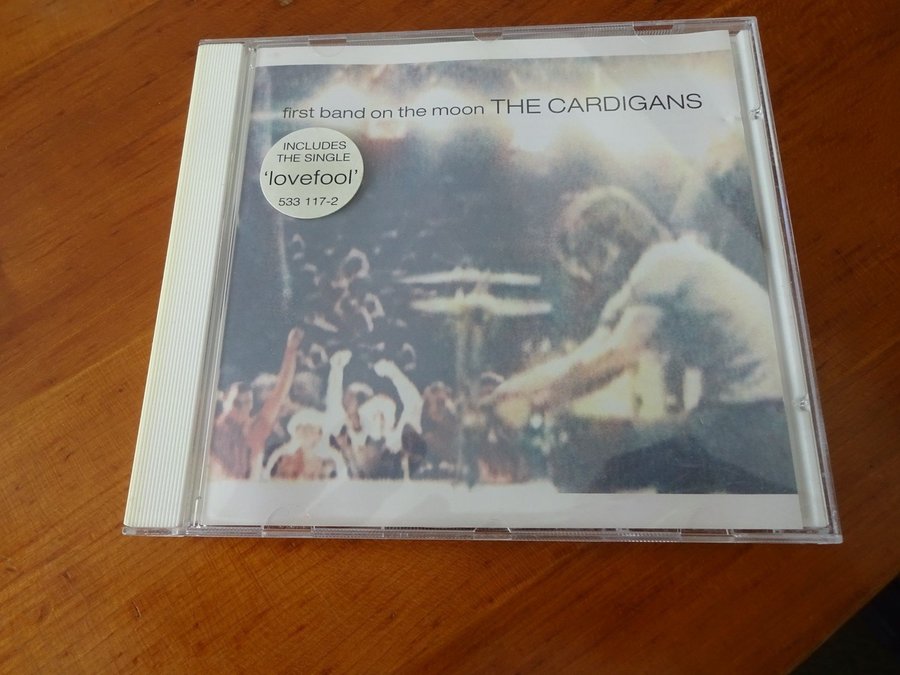 first band on the moon THE CARDIGANS
INCLUDES
THE SINGLE
'lovefool'
533 117-2